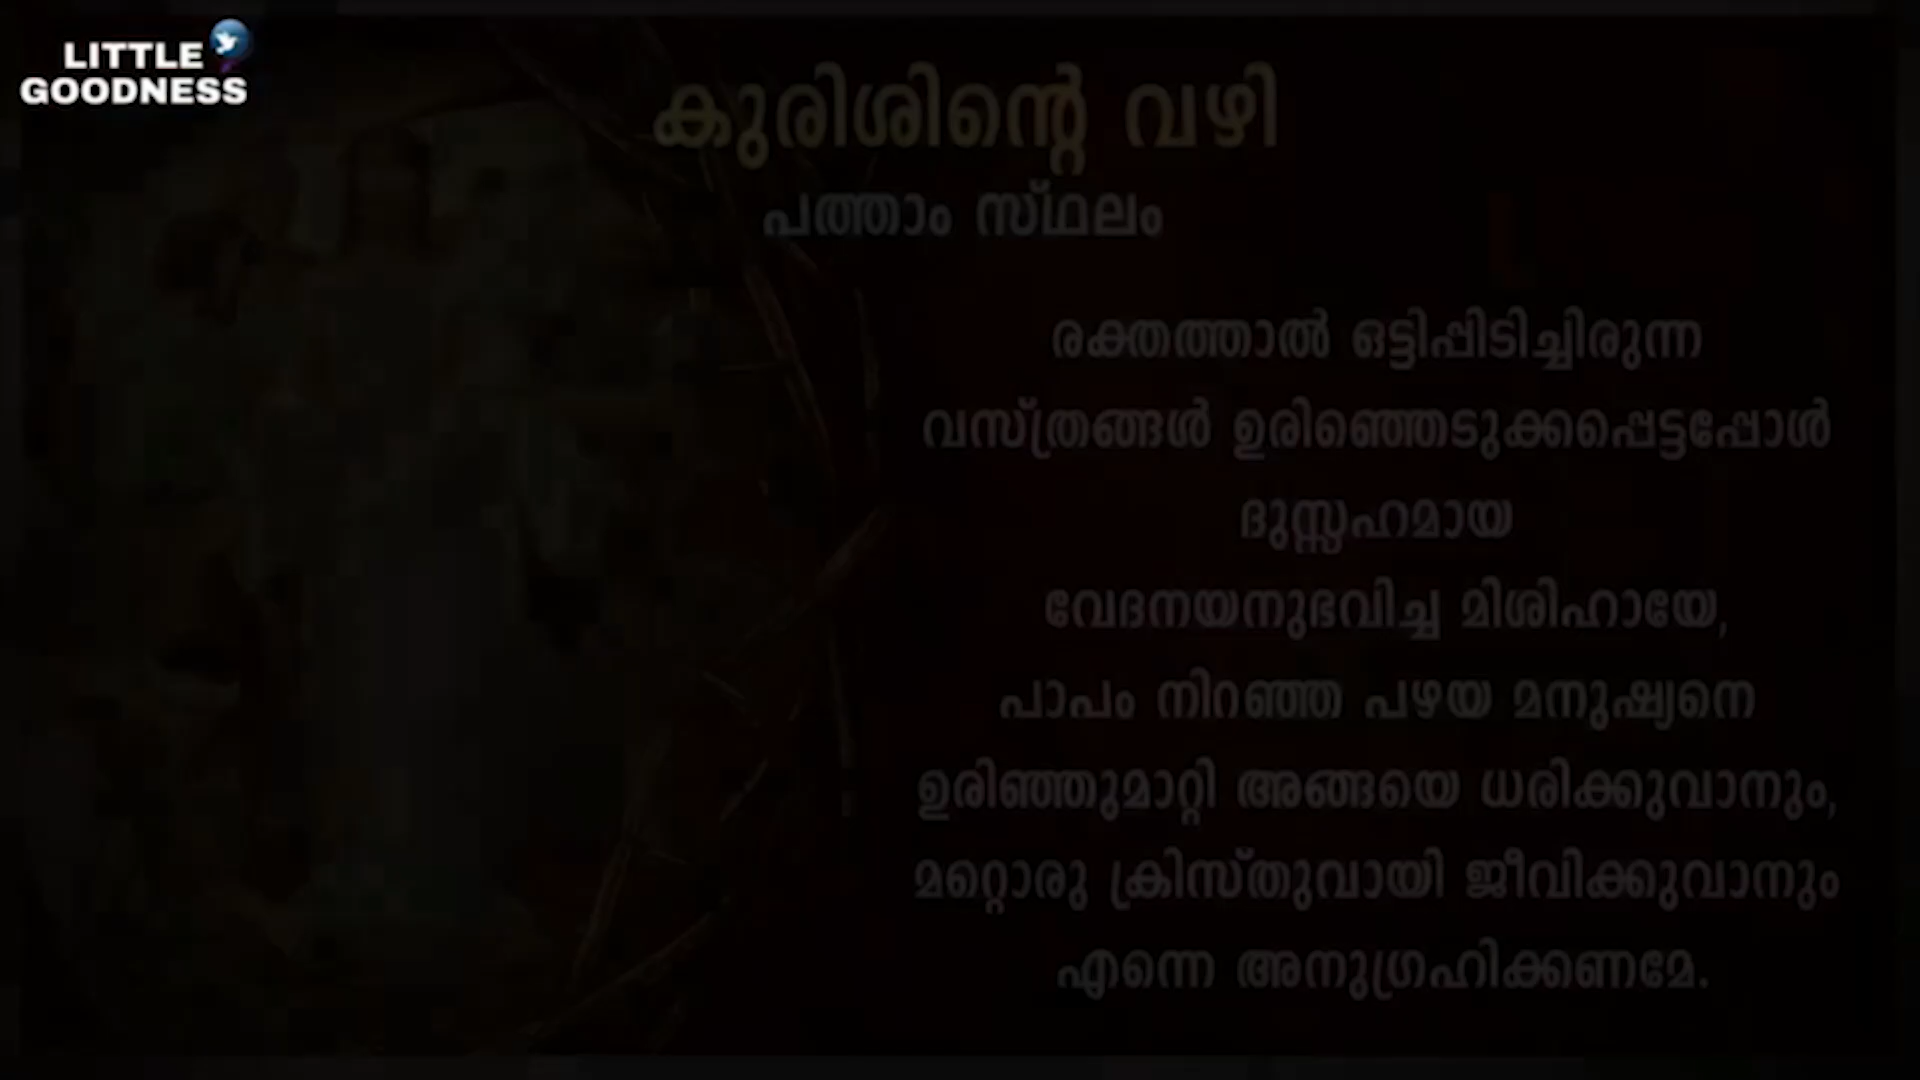 LITTLE
GOODNESS
കുരിശിന്റെ വഴി
പത്താം സ്ഥലം
രക്തത്താൽ ഒട്ടിപ്പിടിച്ചിരുന്ന
വസ്ത്രങ്ങൾ ഉരിഞ്ഞെടുക്കപ്പെട്ടപ്പോൾ
ദുസ്സഹമായ
വേദനയനുഭവിച്ച മിശിഹായേ,
പാപം നിറഞ്ഞ പഴയ മനുഷ്യനെ
ഉരിഞ്ഞുമാറ്റി അങ്ങയെ ധരിക്കുവാനും,
മറ്റൊരു ക്രിസ്തുവായി ജീവിക്കുവാനും
എന്നെ അനുഗ്രഹിക്കണമേ.